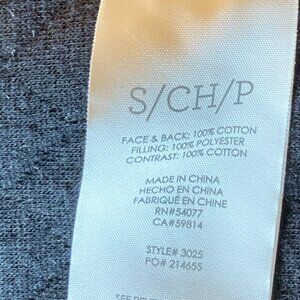 S/CH/P
FACE & BACK: 100% COTTON
FILLING: 100% POLYESTER
CONTRAST: 100% COTTON
MADE IN CHINA
HECHO EN CHINA
FABRIQUÉ EN CHINE
RN#54077
CA#59814
STYLE# 3025
PO# 214655